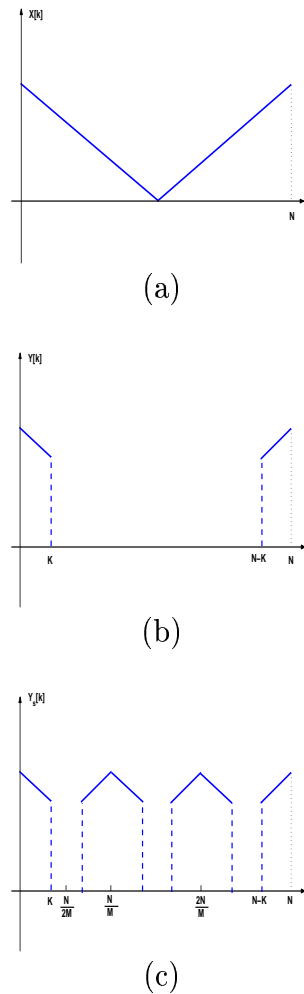 X[k]
N
(a)
Y[k]
K
N−K
N
(b)
Y_s[k]
K
N/2M
N/M
2N/M
N−K
N
(c)